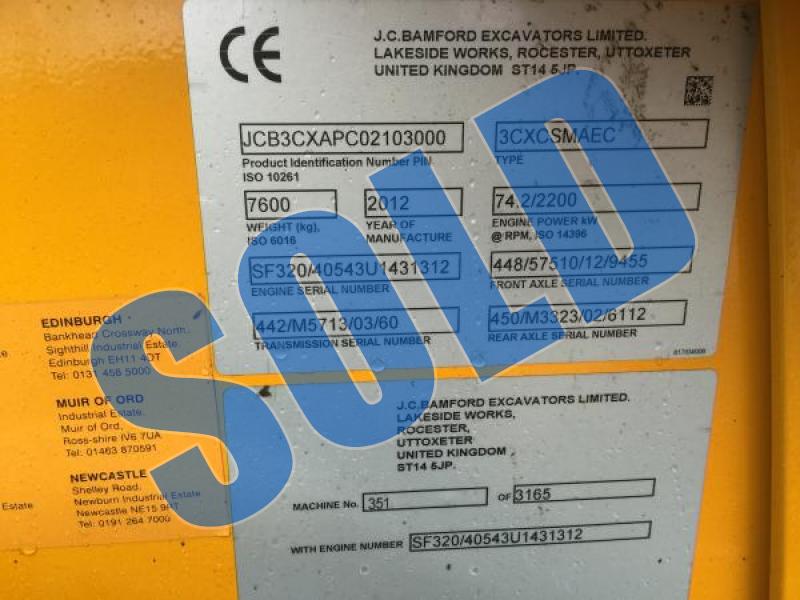 CE
J.C.BAMFORD EXCAVATORS LIMITED.
LAKESIDE WORKS, ROCESTER, UTTOXETER
UNITED KINGDOM ST14 5JP.
JCB3CXAPC02103000
Product Identification Number PIN
ISO 10261
3CXCSMAEC
TYPE
7600
WEIGHT (kg),
ISO 6016
2012
YEAR OF
MANUFACTURE
74.2/2200
ENGINE POWER kW
@ RPM, ISO 14396
SF320/40543U1431312
ENGINE SERIAL NUMBER
448/57510/12/9455
FRONT AXLE SERIAL NUMBER
442/M5713/03/60
TRANSMISSION SERIAL NUMBER
450/M3323/02/6112
REAR AXLE SERIAL NUMBER
SOLD
EDINBURGH
Bankhead Crossway North,
Sighthill Industrial Estate,
Edinburgh EH11 4DT
Tel: 0131 458 5000
MUIR OF ORD
Industrial Estate,
Muir of Ord,
Ross-shire IV6 7UA
Tel: 01463 870591
NEWCASTLE
Shelley Road,
Newburn Industrial Estate
Newcastle NE15 9RT
Tel: 0191 264 7000
Estate
J.C.BAMFORD EXCAVATORS LIMITED.
LAKESIDE WORKS,
ROCESTER,
UTTOXETER
UNITED KINGDOM
ST14 5JP.
MACHINE No. 351 OF 3165
WITH ENGINE NUMBER SF320/40543U1431312